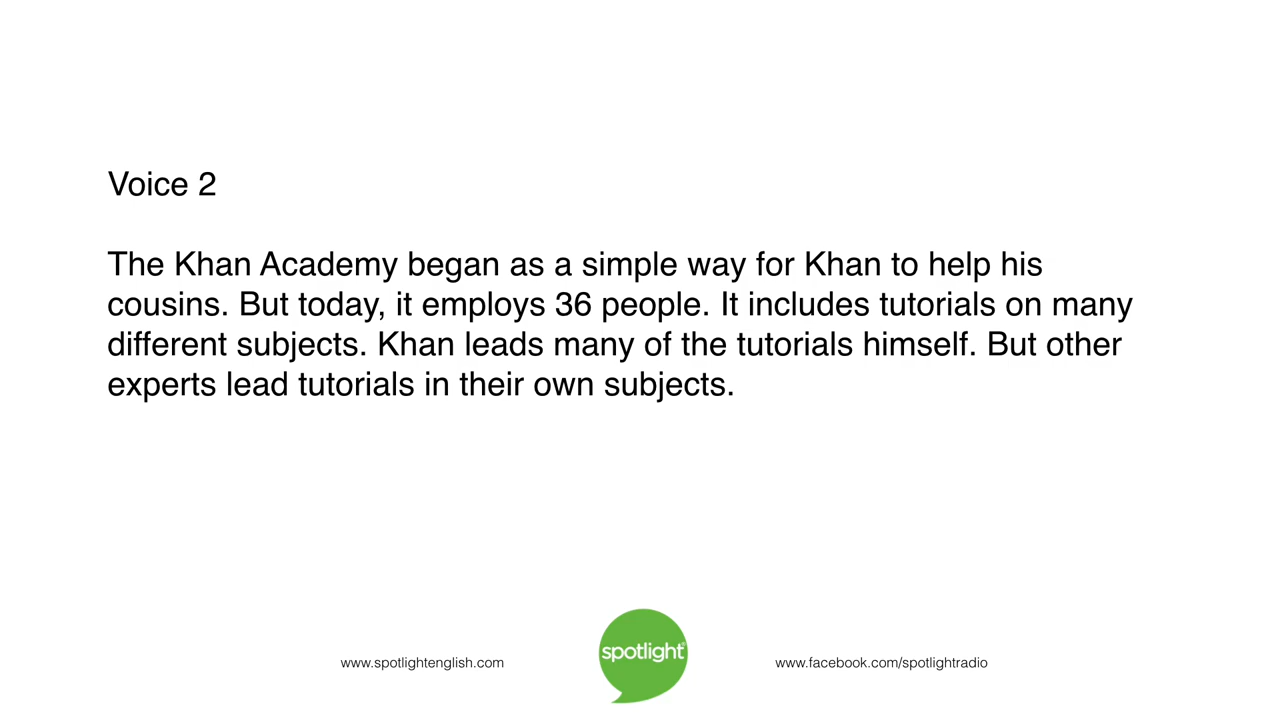 Voice 2
The Khan Academy began as a simple way for Khan to help his
cousins. But today, it employs 36 people. It includes tutorials on many
different subjects. Khan leads many of the tutorials himself. But other
experts lead tutorials in their own subjects.
www.spotlightenglish.com
spotlight
www.facebook.com/spotlightradio